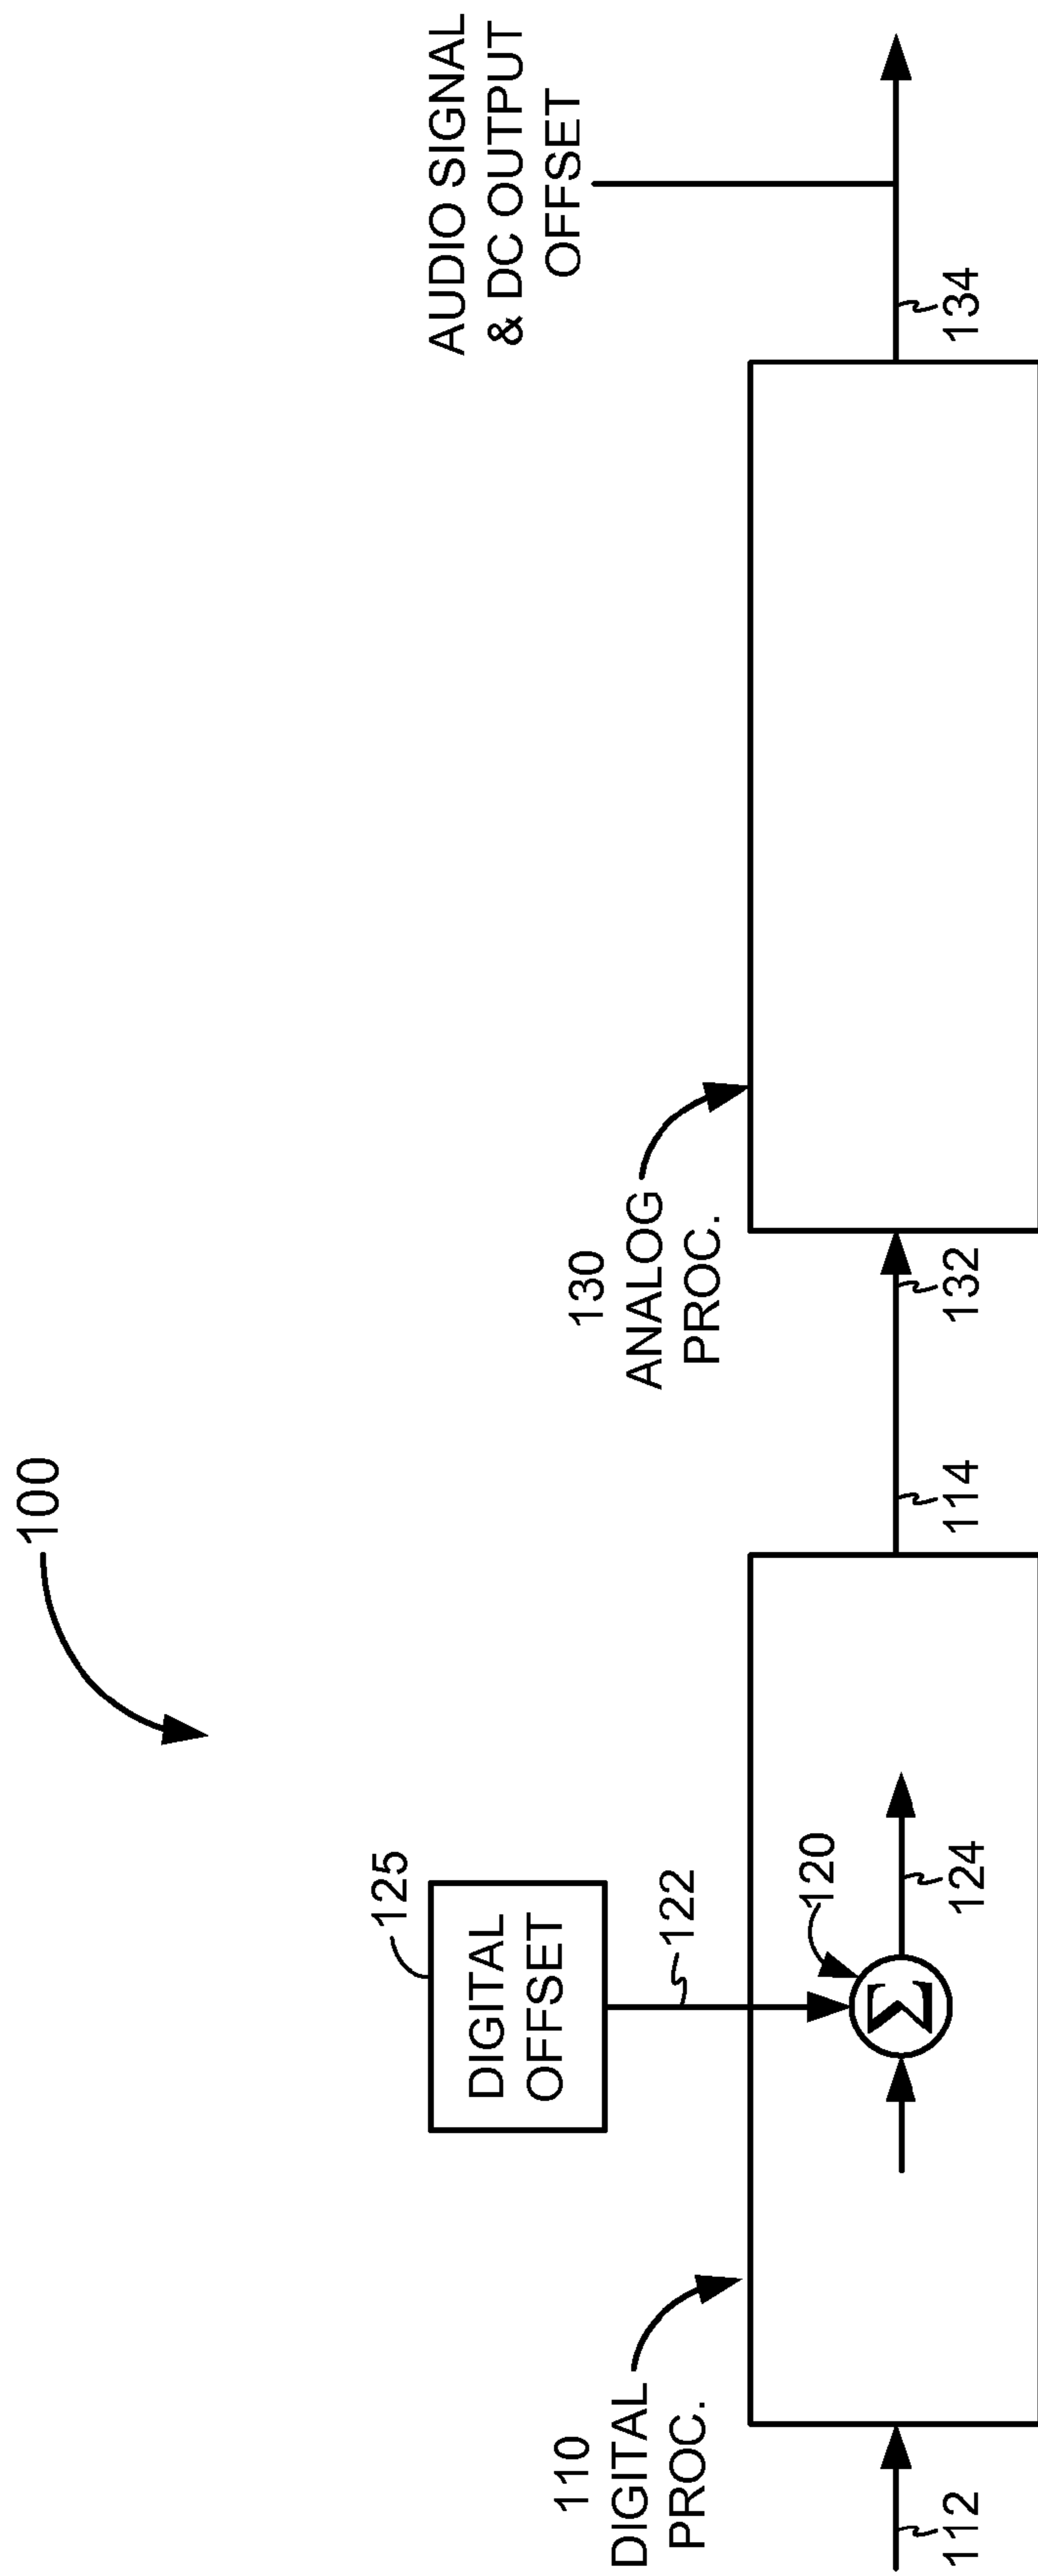 100
AUDIO SIGNAL
& DC OUTPUT
OFFSET
125
DIGITAL
OFFSET
122
110
DIGITAL
PROC.
130
ANALOG
PROC.
120
Σ
124
112
114
132
134